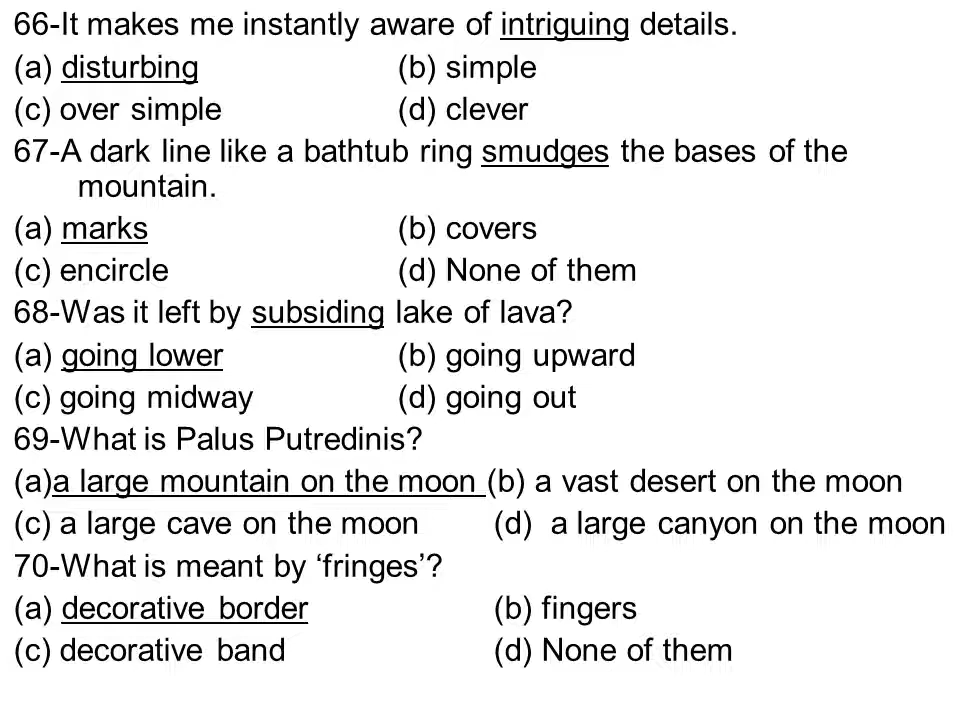 66-It makes me instantly aware of intriguing details.
(a) disturbing (b) simple
(c) over simple (d) clever
67-A dark line like a bathtub ring smudges the bases of the
mountain.
(a) marks (b) covers
(c) encircle (d) None of them
68-Was it left by subsiding lake of lava?
(a) going lower (b) going upward
(c) going midway (d) going out
69-What is Palus Putredinis?
(a)a large mountain on the moon (b) a vast desert on the moon
(c) a large cave on the moon (d) a large canyon on the moon
70-What is meant by ‘fringes’?
(a) decorative border (b) fingers
(c) decorative band (d) None of them